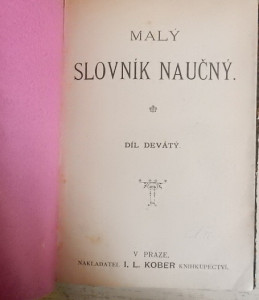 MALÝ
SLOVNÍK NAUČNÝ.
DÍL DEVÁTÝ.
V PRAZE,
NAKLADATEL I. L. KOBER KNIHKUPECTVÍ.